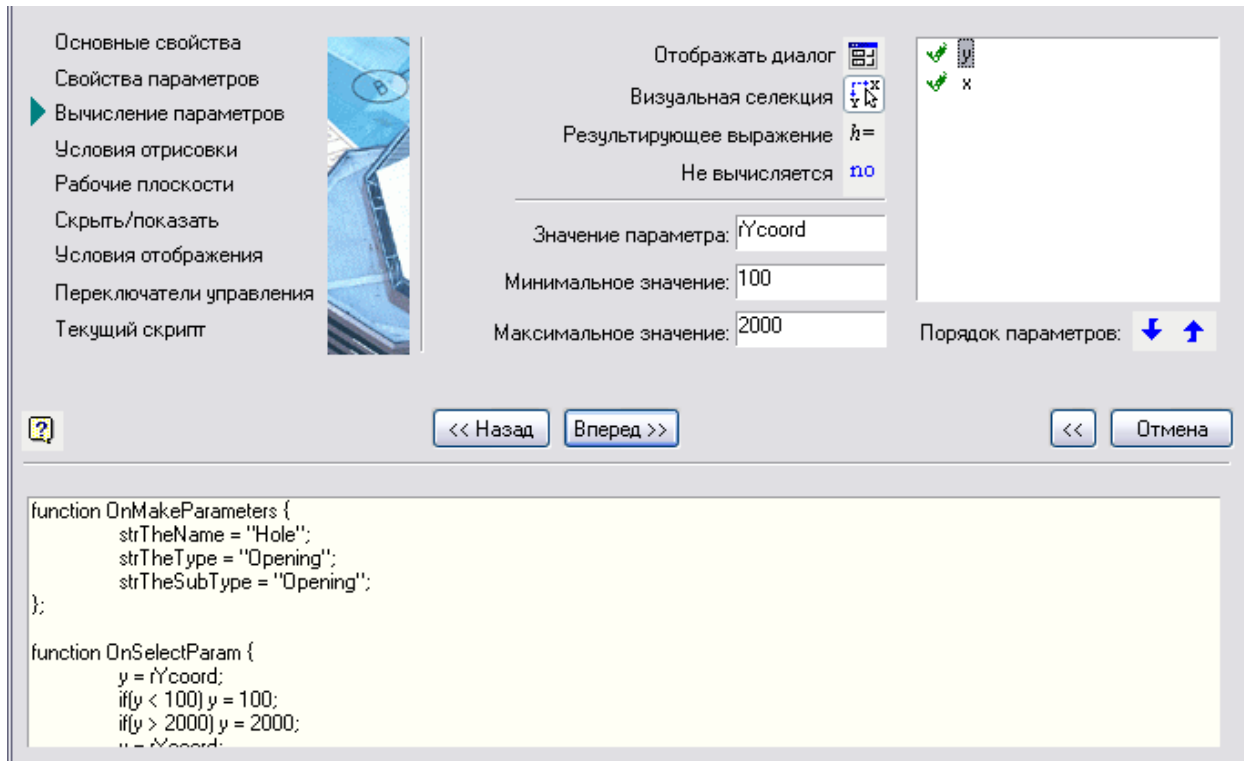 Основные свойства
Свойства параметров
Вычисление параметров
Условия отрисовки
Рабочие плоскости
Скрыть/показать
Условия отображения
Переключатели управления
Текущий скрипт
B
Отображать диалог
Визуальная селекция
Результирующее выражение h=
Не вычисляется no
Значение параметра: rYcoord
Минимальное значение: 100
Максимальное значение: 2000
y
x
Порядок параметров:
<< Назад
Вперед >>
<<
Отмена
function OnMakeParameters {
strTheName = "Hole";
strTheType = "Opening";
strTheSubType = "Opening";
};
function OnSelectParam {
y = rYcoord;
if(y < 100) y = 100;
if(y > 2000) y = 2000;